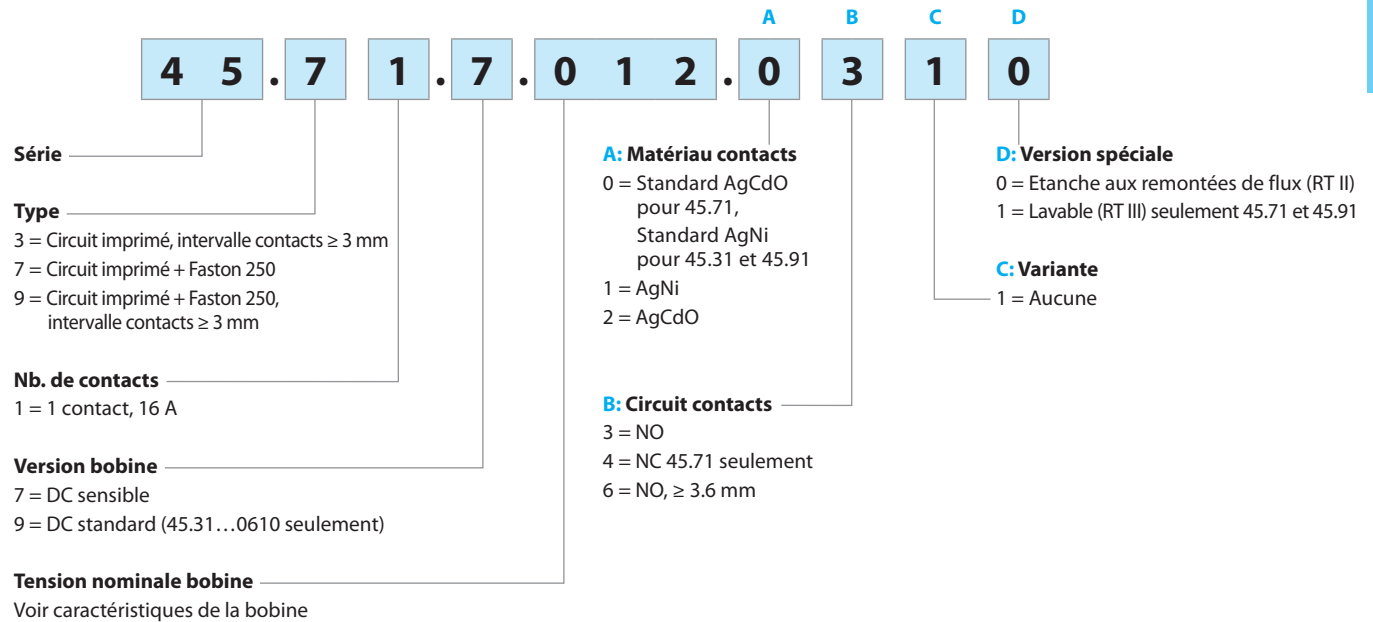 A B C D
4 5 . 7 1 . 7 . 0 1 2 . 0 3 1 0
Série
Type
3 = Circuit imprimé, intervalle contacts ≥ 3 mm
7 = Circuit imprimé + Faston 250
9 = Circuit imprimé + Faston 250,
intervalle contacts ≥ 3 mm
Nb. de contacts
1 = 1 contact, 16 A
Version bobine
7 = DC sensible
9 = DC standard (45.31…0610 seulement)
Tension nominale bobine
Voir caractéristiques de la bobine
A: Matériau contacts
0 = Standard AgCdO
pour 45.71,
Standard AgNi
pour 45.31 et 45.91
1 = AgNi
2 = AgCdO
B: Circuit contacts
3 = NO
4 = NC 45.71 seulement
6 = NO, ≥ 3.6 mm
D: Version spéciale
0 = Etanche aux remontées de flux (RT II)
1 = Lavable (RT III) seulement 45.71 et 45.91
C: Variante
1 = Aucune